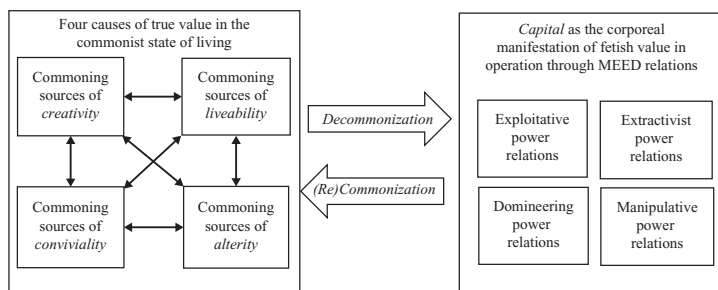 Four causes of true value in the
commonist state of living
Commoning
sources of
creativity
Commoning
sources of
liveability
Commoning
sources of
conviviality
Commoning
sources of
alterity
Decommonization
(Re)Commonization
Capital as the corporeal
manifestation of fetish value in
operation through MEED relations
Exploitative
power
relations
Extractivist
power
relations
Domineering
power
relations
Manipulative
power
relations